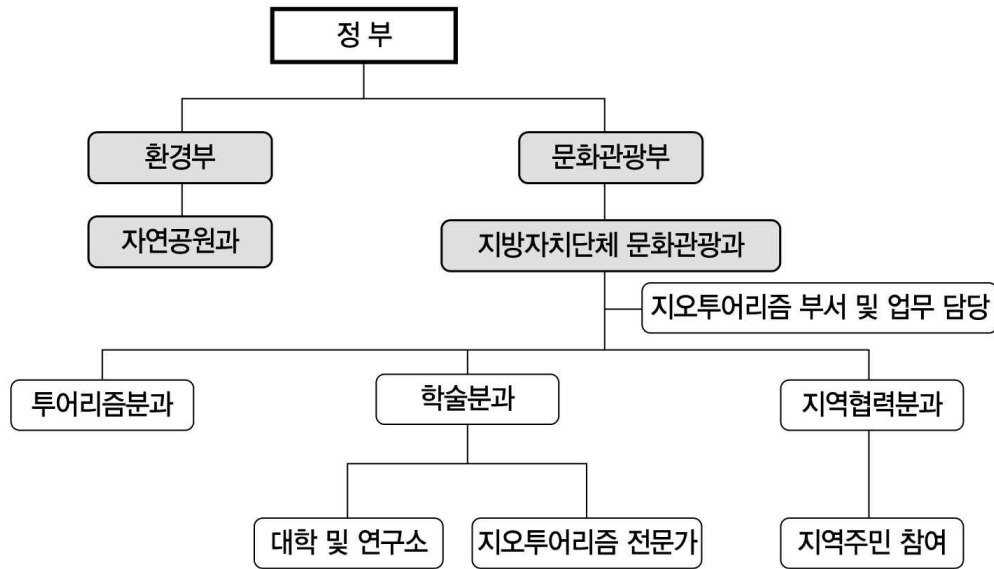 정 부
환경부
문화관광부
자연공원과
지방자치단체 문화관광과
지오투어리즘 부서 및 업무 담당
투어리즘분과
학술분과
지역협력분과
대학 및 연구소
지오투어리즘 전문가
지역주민 참여